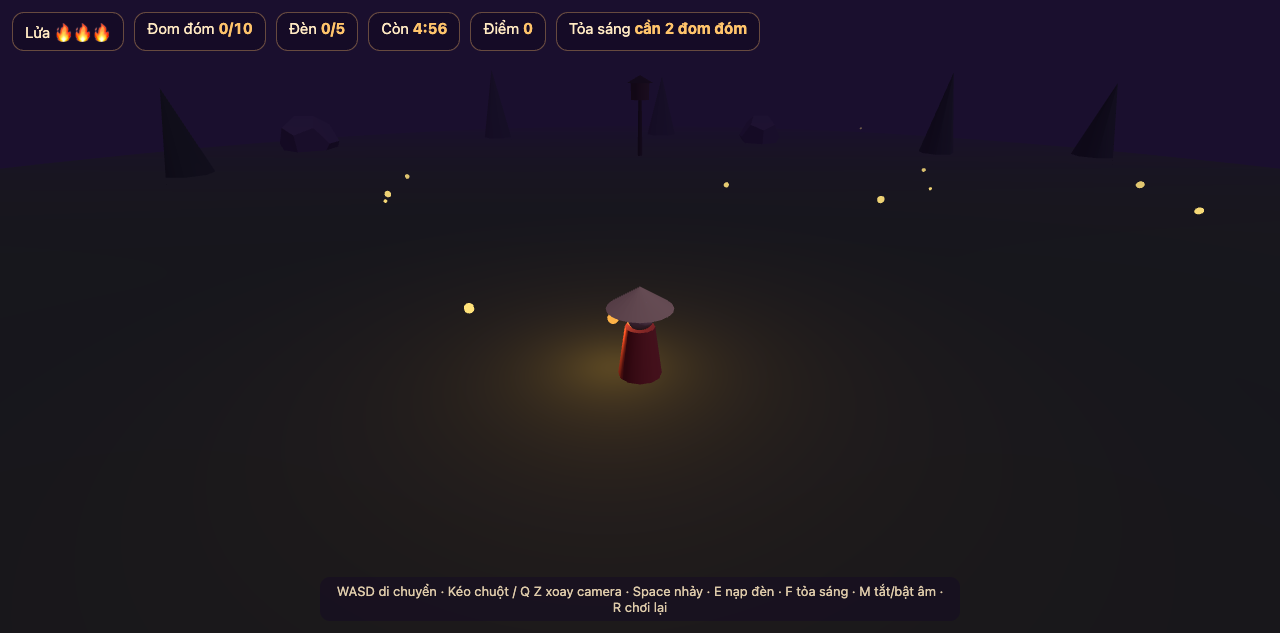 Lửa 🔥🔥🔥
Đom đóm 0/10
Đèn 0/5
Còn 4:56
Điểm 0
Tỏa sáng cần 2 đom đóm
WASD di chuyển · Kéo chuột / Q Z xoay camera · Space nhảy · E nạp đèn · F tỏa sáng · M tắt/bật âm ·
R chơi lại